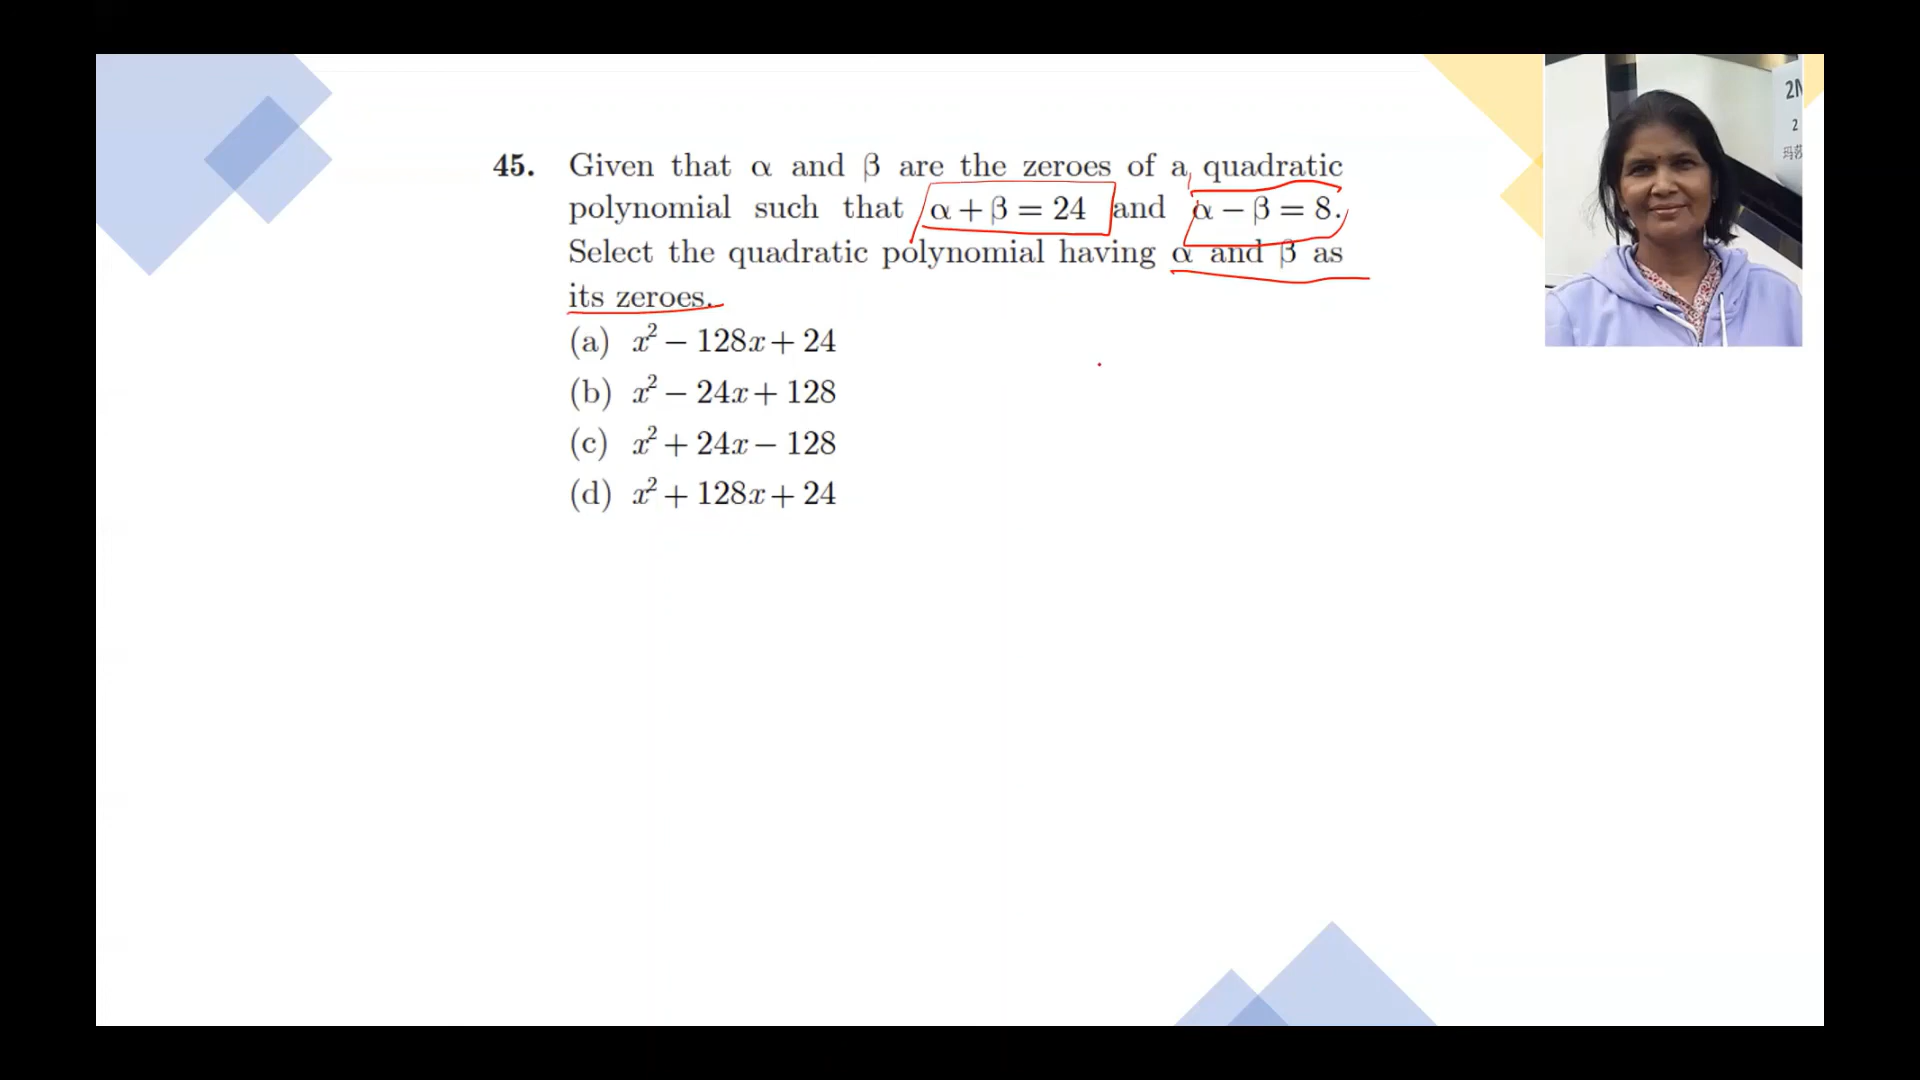 45. Given that α and β are the zeroes of a quadratic
polynomial such that α + β = 24 and α − β = 8.
Select the quadratic polynomial having α and β as
its zeroes.
(a) x² − 128x + 24
(b) x² − 24x + 128
(c) x² + 24x − 128
(d) x² + 128x + 24
2